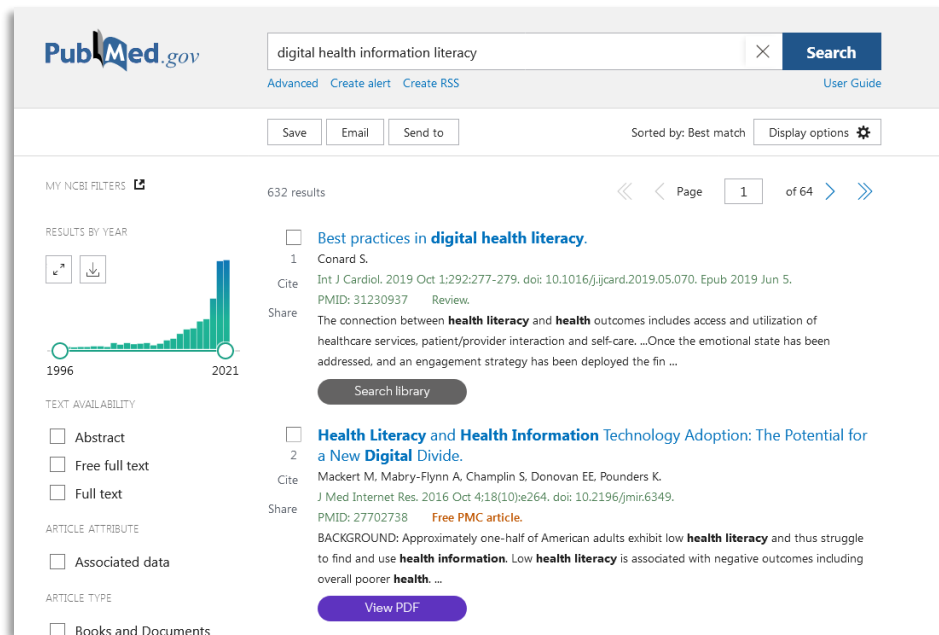 PubMed.gov
digital health information literacy
Search
Advanced Create alert Create RSS
User Guide
Save Email Send to
Sorted by: Best match Display options
MY NCBI FILTERS
632 results
Page 1 of 64
RESULTS BY YEAR
1996 2021
TEXT AVAILABILITY
Abstract
Free full text
Full text
ARTICLE ATTRIBUTE
Associated data
ARTICLE TYPE
Books and Documents
Best practices in digital health literacy.
1
Conard S.
Cite
Int J Cardiol. 2019 Oct 1;292:277-279. doi: 10.1016/j.ijcard.2019.05.070. Epub 2019 Jun 5.
PMID: 31230937 Review.
Share
The connection between health literacy and health outcomes includes access and utilization of
healthcare services, patient/provider interaction and self-care. ...Once the emotional state has been
addressed, and an engagement strategy has been deployed the fin ...
Search library
Health Literacy and Health Information Technology Adoption: The Potential for
a New Digital Divide.
2
Mackert M, Mabry-Flynn A, Champlin S, Donovan EE, Pounders K.
Cite
J Med Internet Res. 2016 Oct 4;18(10):e264. doi: 10.2196/jmir.6349.
Share
PMID: 27702738 Free PMC article.
BACKGROUND: Approximately one-half of American adults exhibit low health literacy and thus struggle
to find and use health information. Low health literacy is associated with negative outcomes including
overall poorer health. ...
View PDF